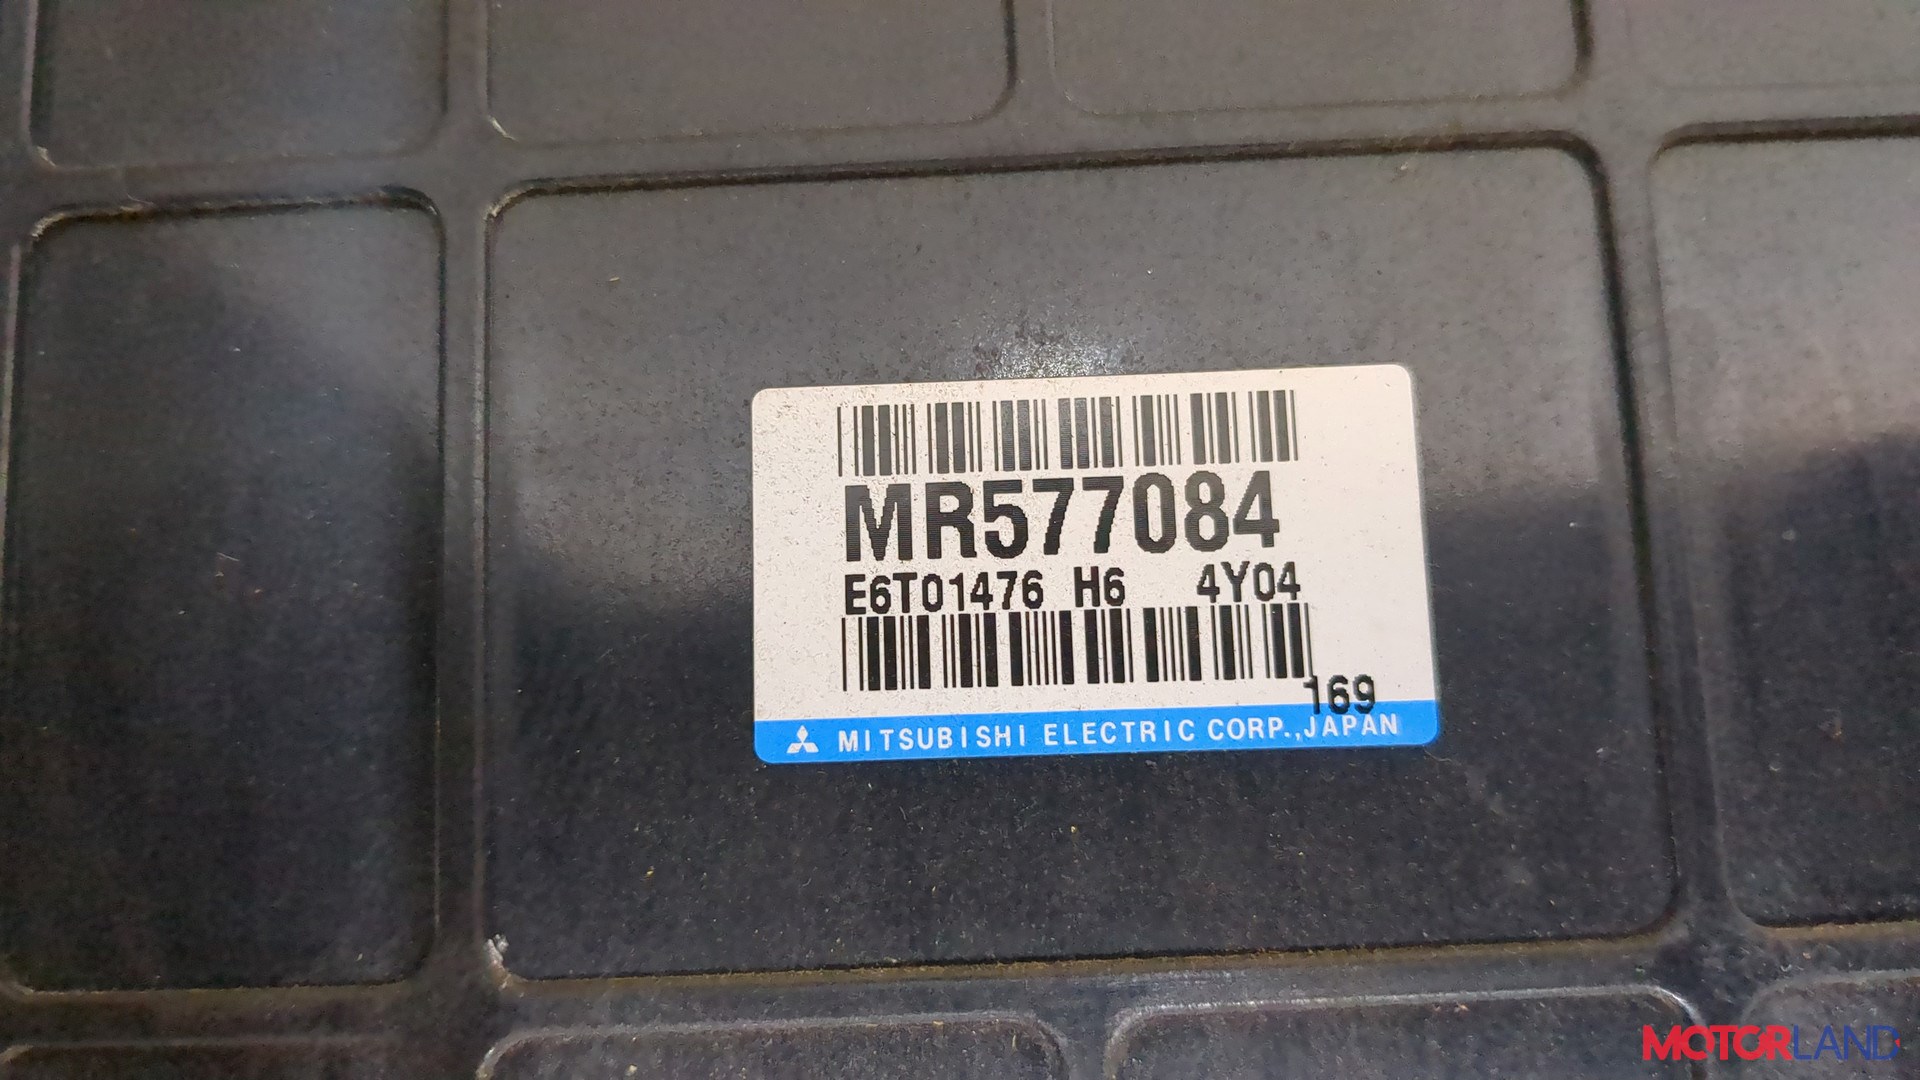 MR577084
E6T01476 H6 4Y04
169
MITSUBISHI ELECTRIC CORP.,JAPAN
MOTORLAND